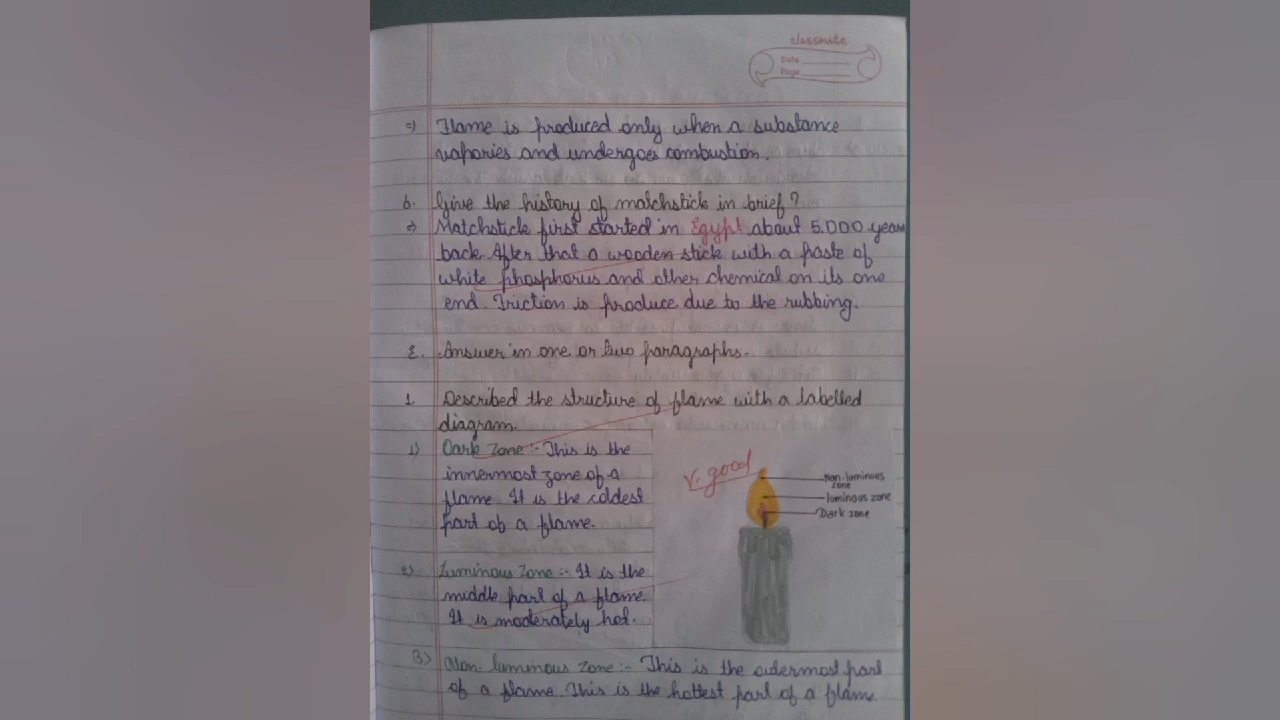 classmate
Date
Page
⇒) Flame is produced only when a substance
vapories and undergoes combustion.
6. Give the history of matchstick in brief?
⇒ Matchstick first started in Egypt about 5.000 years
back. After that a wooden stick with a paste of
white phosphorus and other chemical on its one
end. Friction is produce due to the rubbing.
E. Answer in one or two paragraphs.
1. Described the structure of flame with a labelled
diagram.
1) Dark Zone :- This is the
innermost zone of a
flame. It is the coldest
part of a flame.
V. good
Non-luminous
zone
luminous zone
Dark zone
2) Luminous Zone :- It is the
middle part of a flame.
It is moderately hot.
3) Non. luminous zone :- This is the outermost part
of a flame. This is the hottest part of a flame.